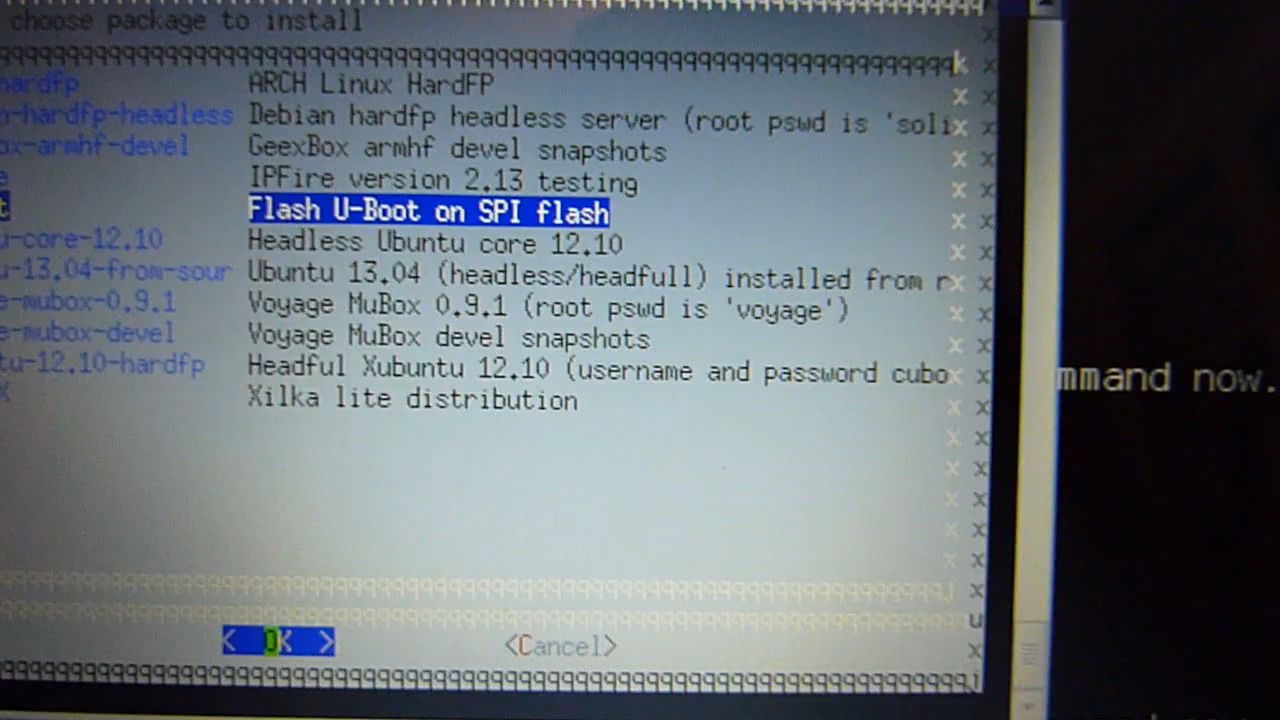 choose package to install
hardfp ARCH Linux HardFP
-hardfp-headless Debian hardfp headless server (root pswd is 'soli
ox-armhf-devel GeexBox armhf devel snapshots
e IPFire version 2.13 testing
t Flash U-Boot on SPI flash
u-core-12.10 Headless Ubuntu core 12.10
u-13.04-from-sour Ubuntu 13.04 (headless/headfull) installed from r
e-mubox-0.9.1 Voyage MuBox 0.9.1 (root pswd is 'voyage')
e-mubox-devel Voyage MuBox devel snapshots
tu-12.10-hardfp Headful Xubuntu 12.10 (username and password cubo
X Xilka lite distribution
mmand now.
< OK > <Cancel>